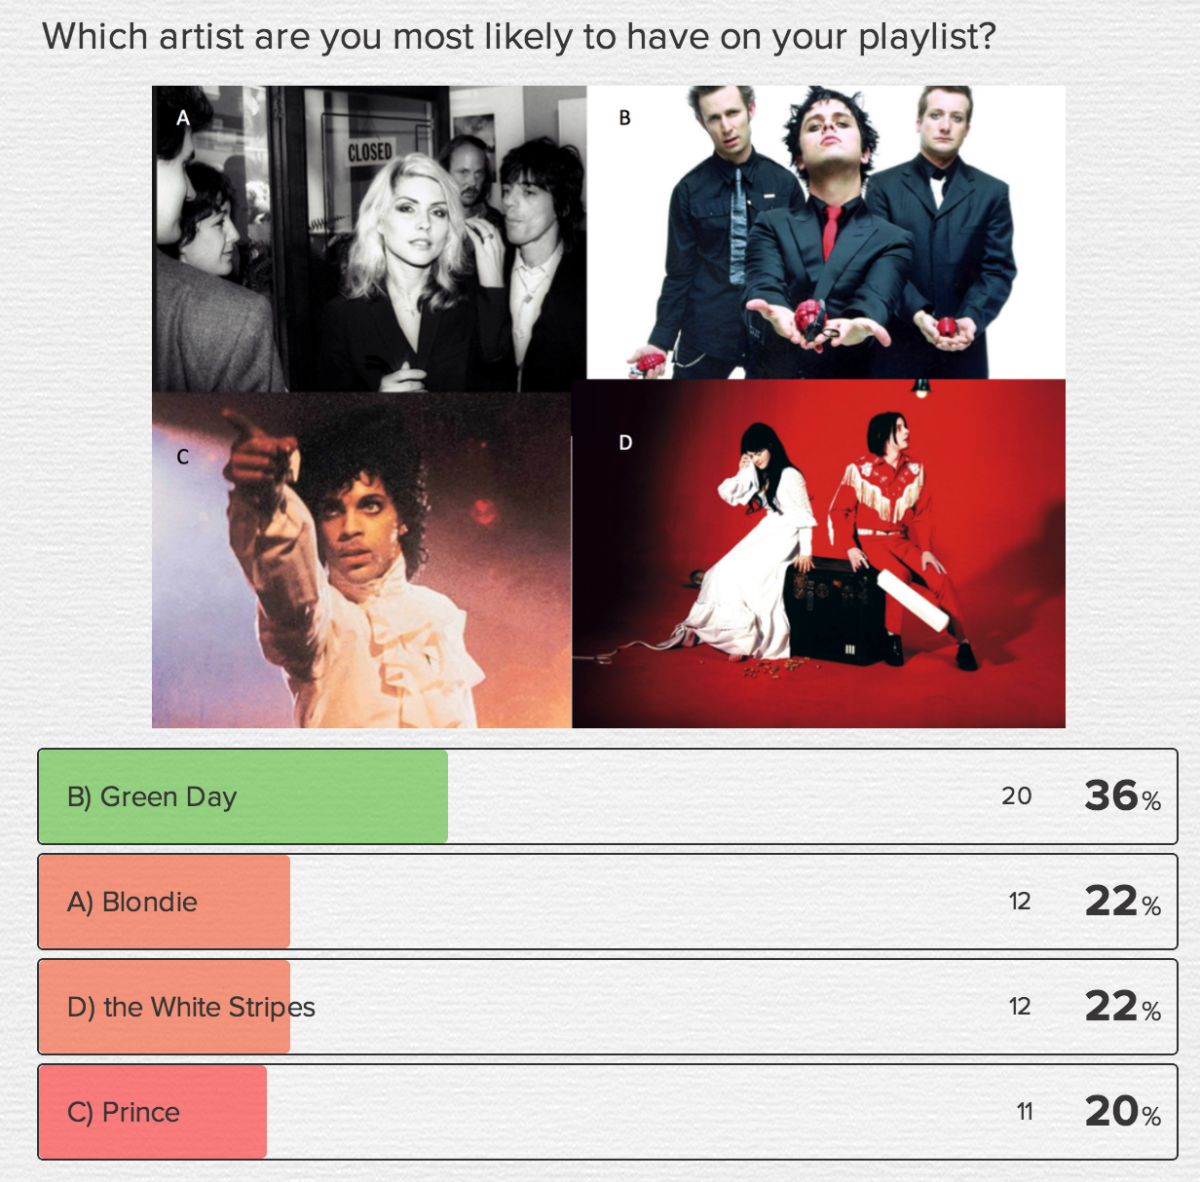 Which artist are you most likely to have on your playlist?
A
B
CLOSED
C
D
B) Green Day 20 36%
A) Blondie 12 22%
D) the White Stripes 12 22%
C) Prince 11 20%